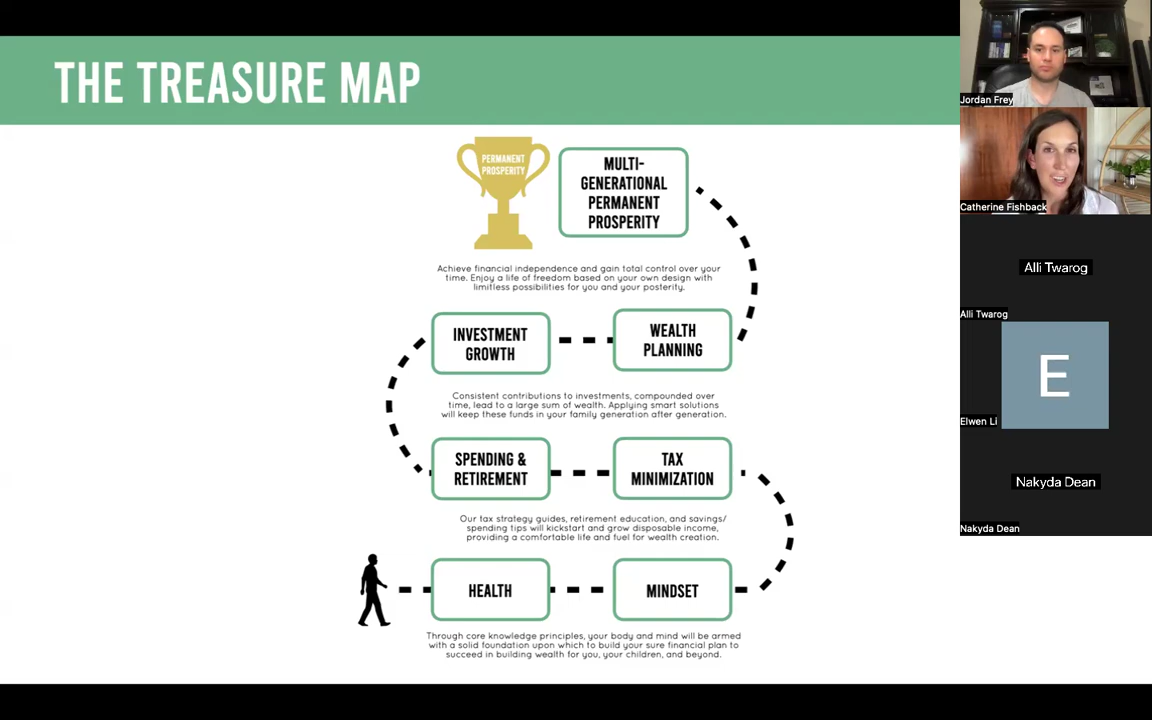 THE TREASURE MAP
PERMANENT
PROSPERITY
MULTI-
GENERATIONAL
PERMANENT
PROSPERITY
Achieve financial independence and gain total control over your
time. Enjoy a life of freedom based on your own design with
limitless possibilities for you and your posterity.
INVESTMENT
GROWTH
WEALTH
PLANNING
Consistent contributions to investments, compounded over
time, lead to a large sum of wealth. Applying smart solutions
will keep these funds in your family generation after generation.
SPENDING &
RETIREMENT
TAX
MINIMIZATION
Our tax strategy guides, retirement education, and savings/
spending tips will kickstart and grow disposable income,
providing a comfortable life and fuel for wealth creation.
HEALTH
MINDSET
Through core knowledge principles, your body and mind will be armed
with a solid foundation upon which to build your sure financial plan to
succeed in building wealth for you, your children, and beyond.
Jordan Frey
Catherine Fishback
Alli Twarog
Alli Twarog
E
Elwen Li
Nakyda Dean
Nakyda Dean